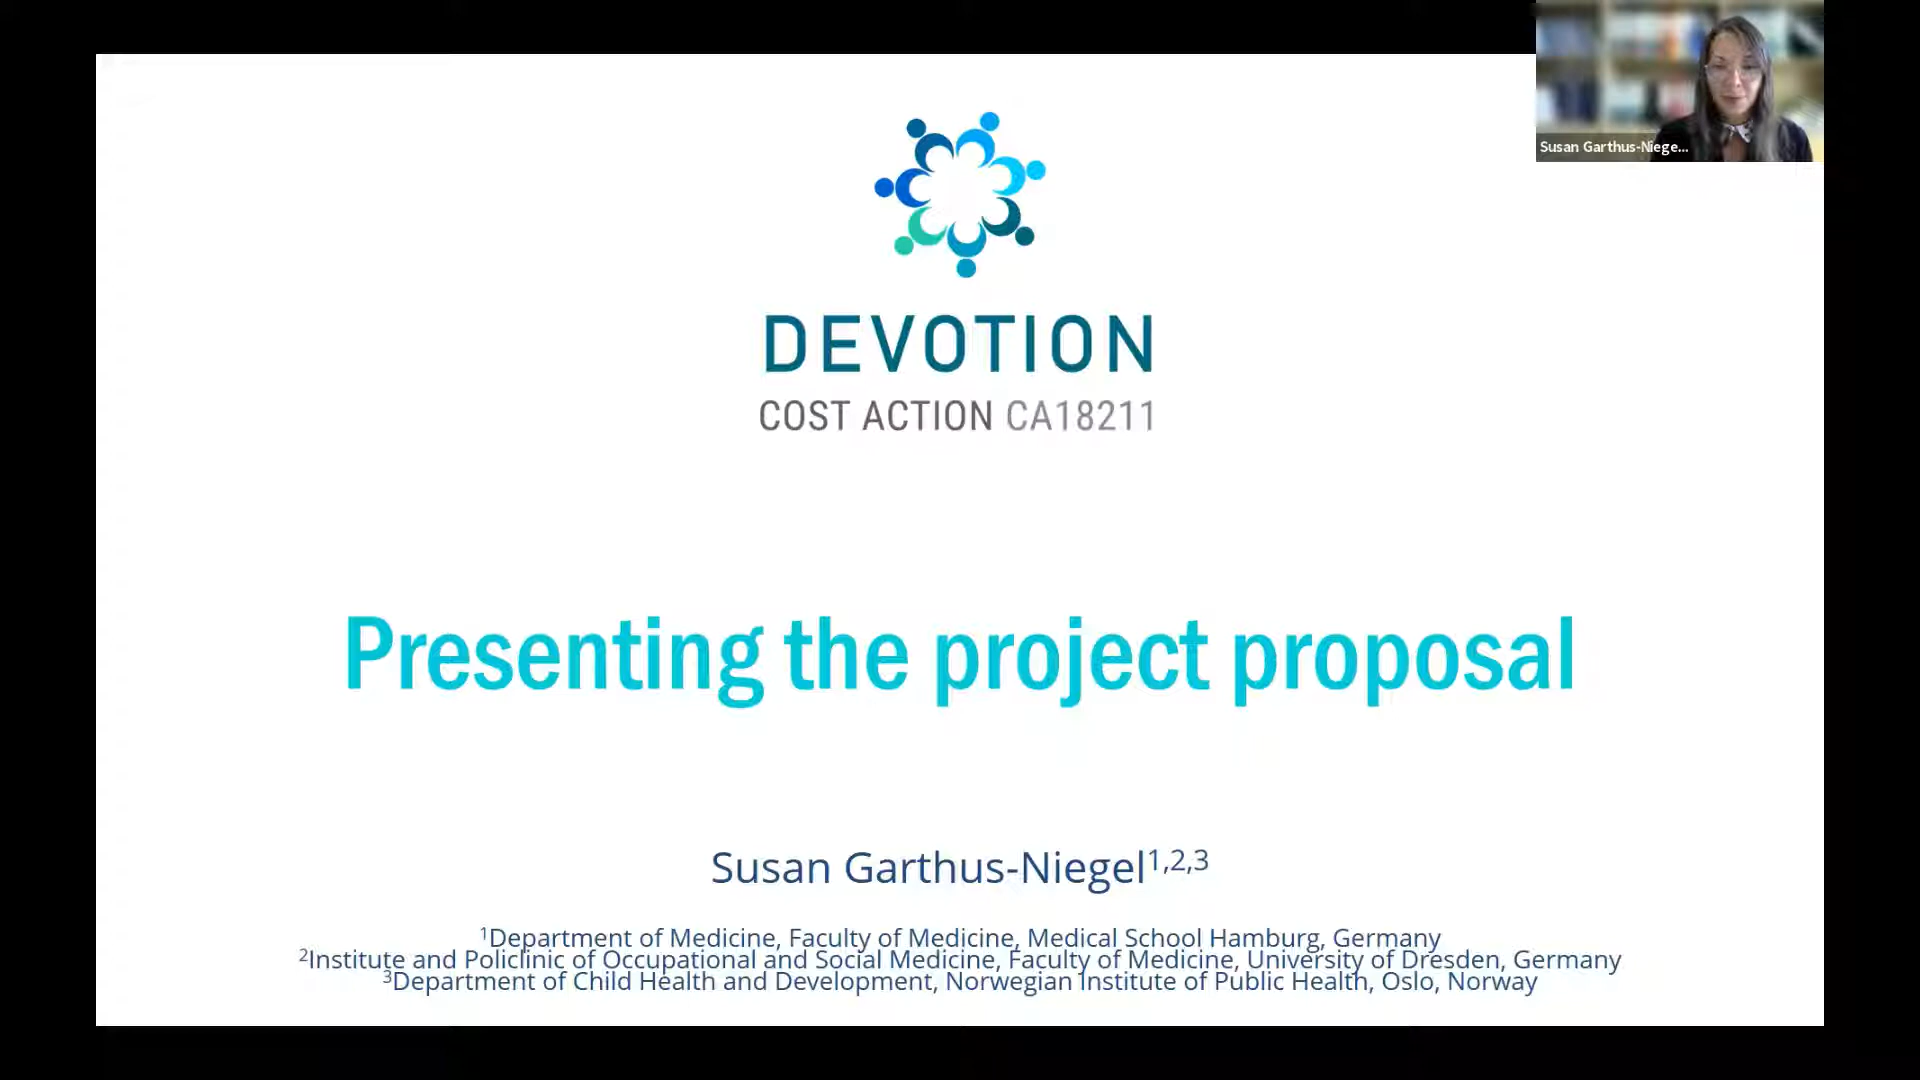 Susan Garthus-Niege...
DEVOTION
COST ACTION CA18211
Presenting the project proposal
Susan Garthus-Niegel1,2,3
1Department of Medicine, Faculty of Medicine, Medical School Hamburg, Germany
2Institute and Policlinic of Occupational and Social Medicine, Faculty of Medicine, University of Dresden, Germany
3Department of Child Health and Development, Norwegian Institute of Public Health, Oslo, Norway